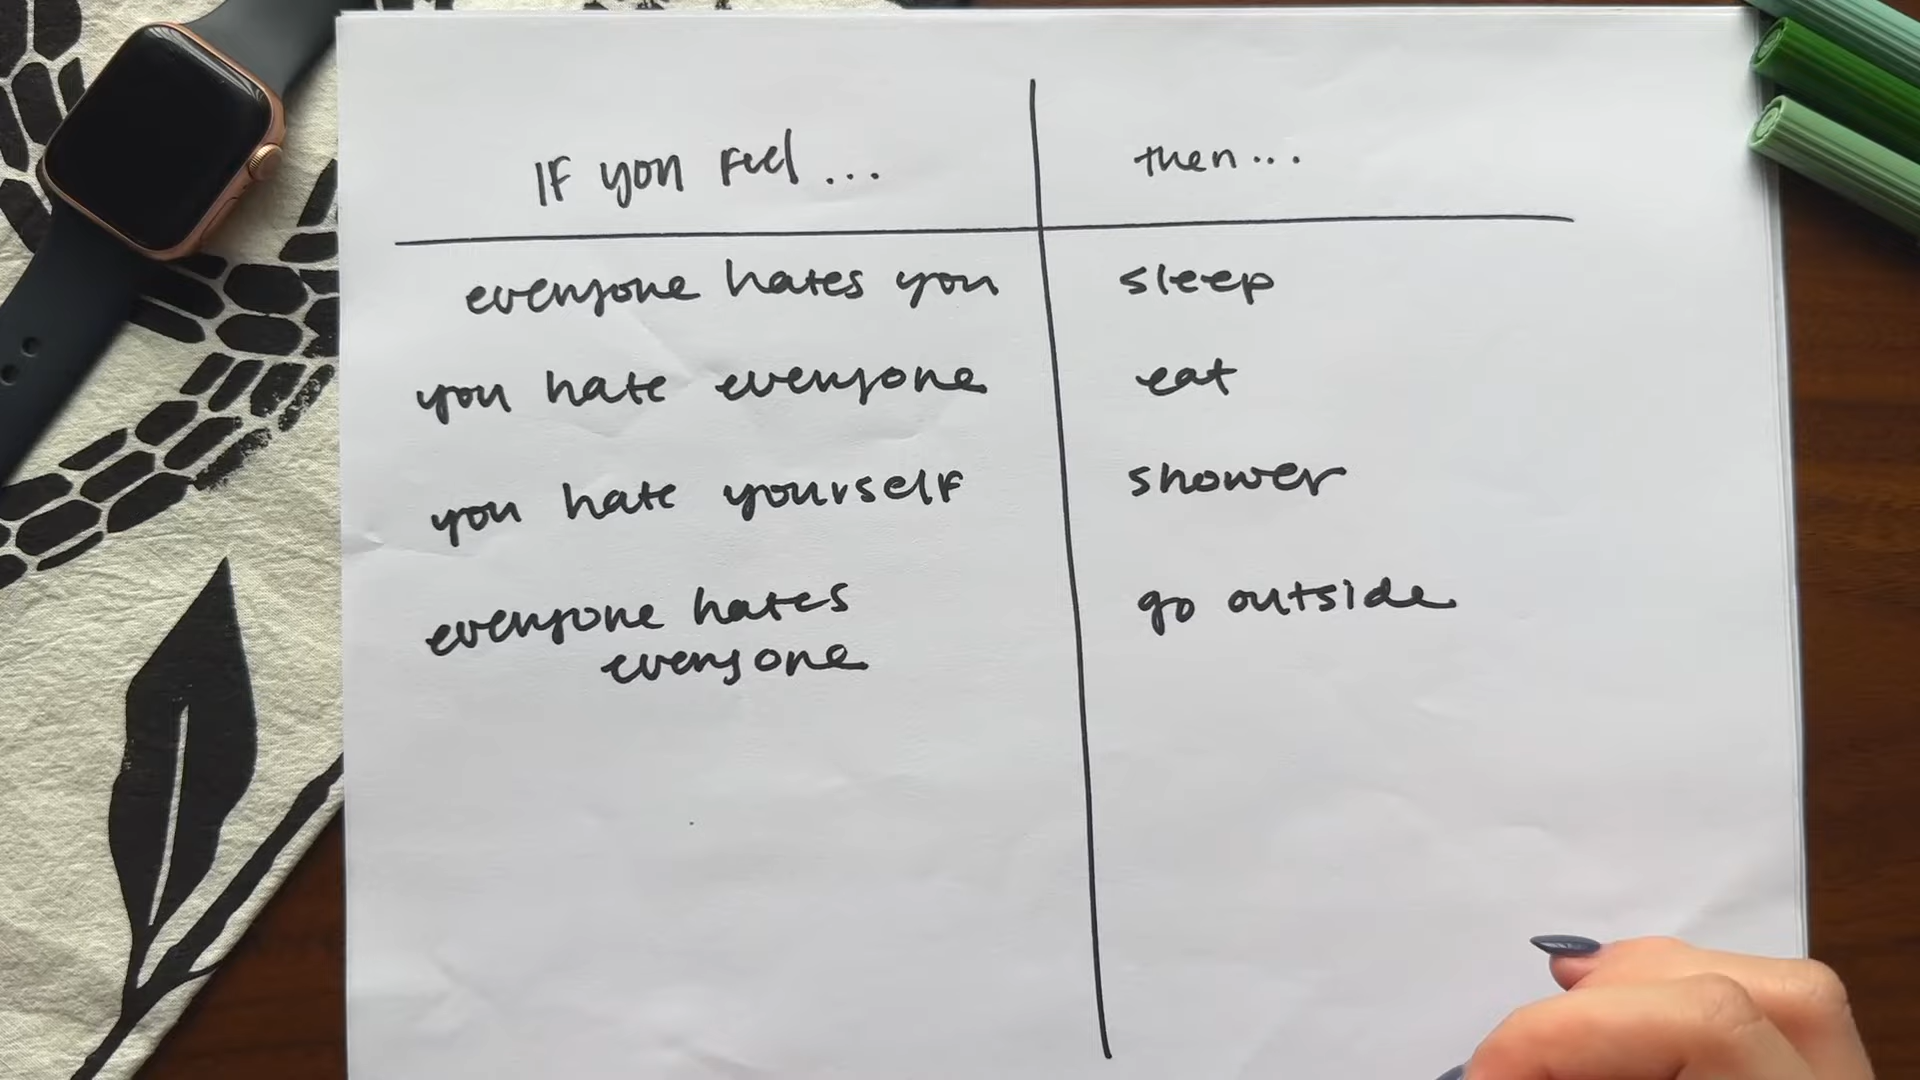 IF you Feel... then...
everyone hates you sleep
you hate everyone eat
you hate yourself shower
everyone hates go outside
everyone